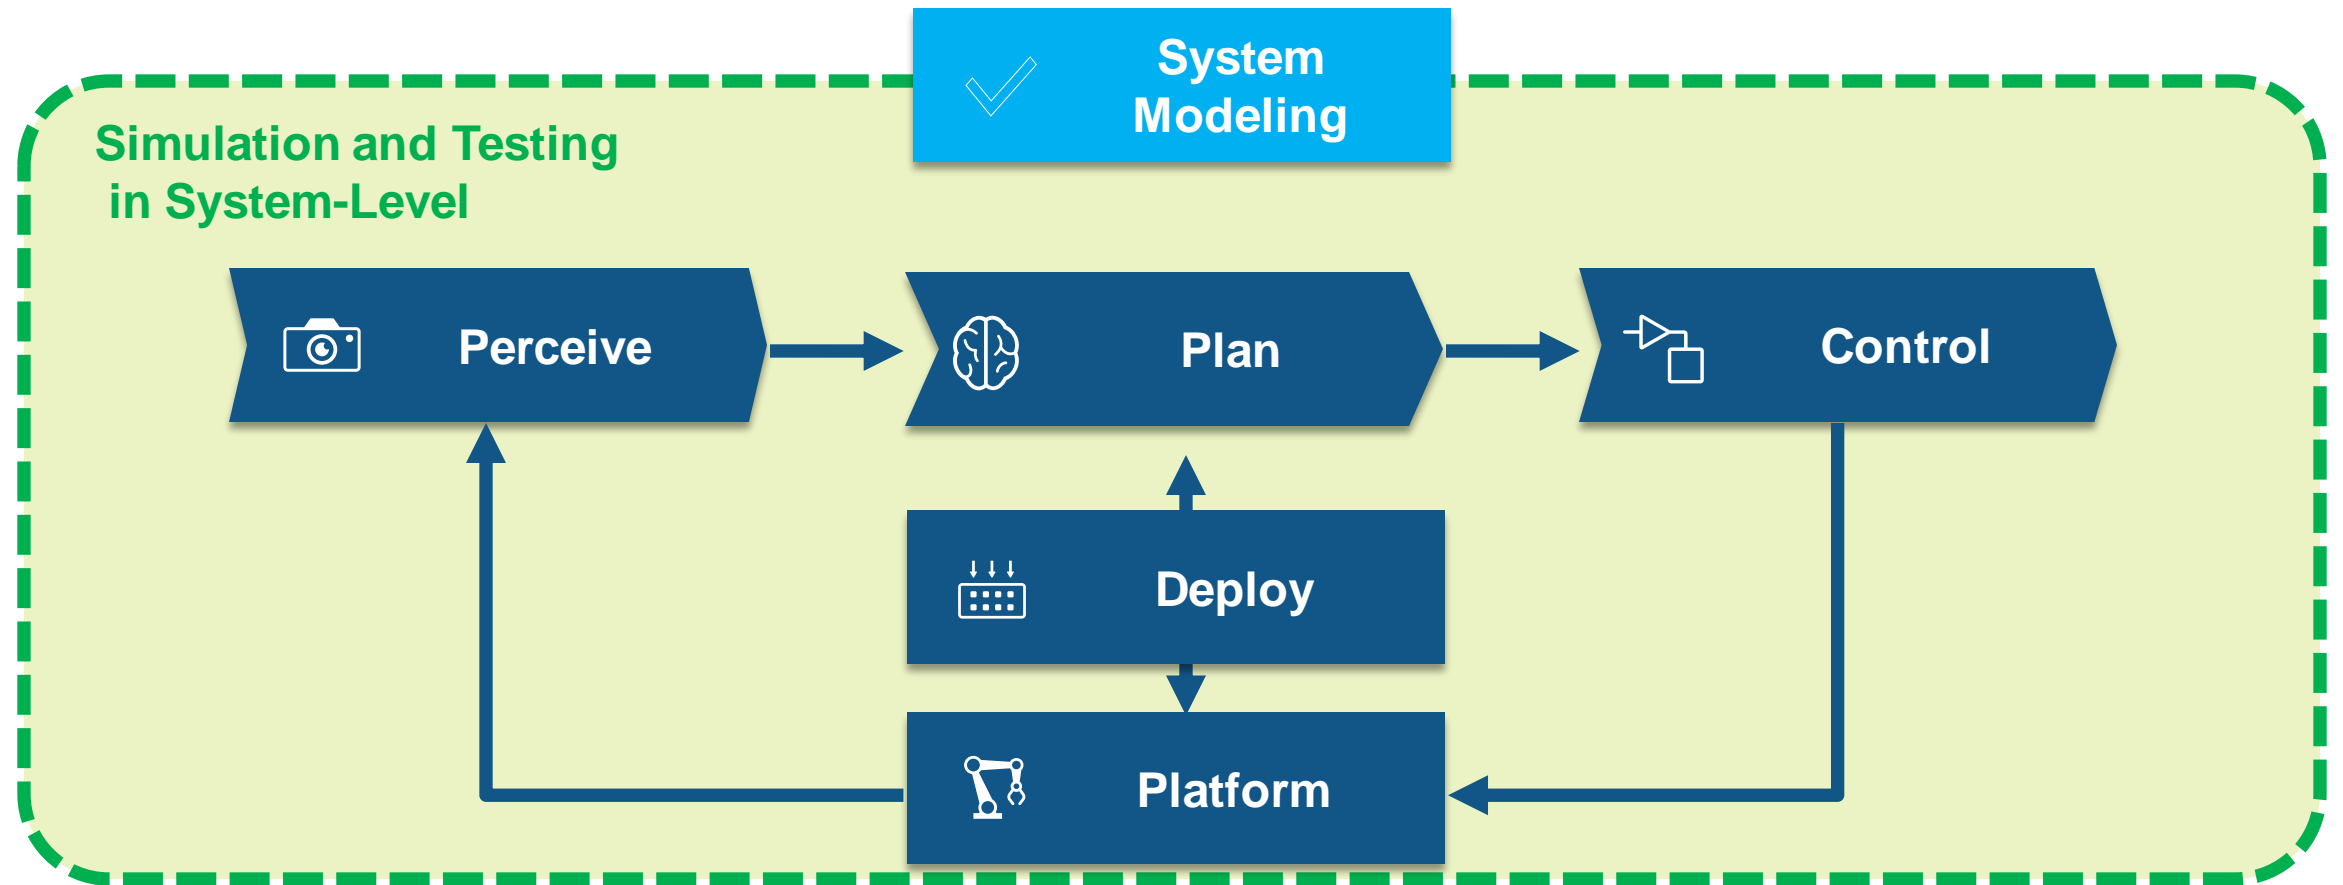 System
Modeling
Simulation and Testing
in System-Level
Perceive
Plan
Control
Deploy
Platform